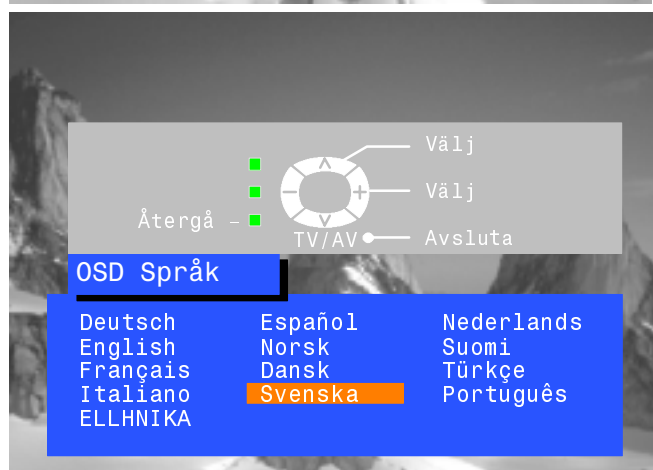 Välj
Välj
Återgå –
TV/AV
Avsluta
OSD Språk
Deutsch Español Nederlands
English Norsk Suomi
Français Dansk Türkçe
Italiano Svenska Português
ELLHNIKA